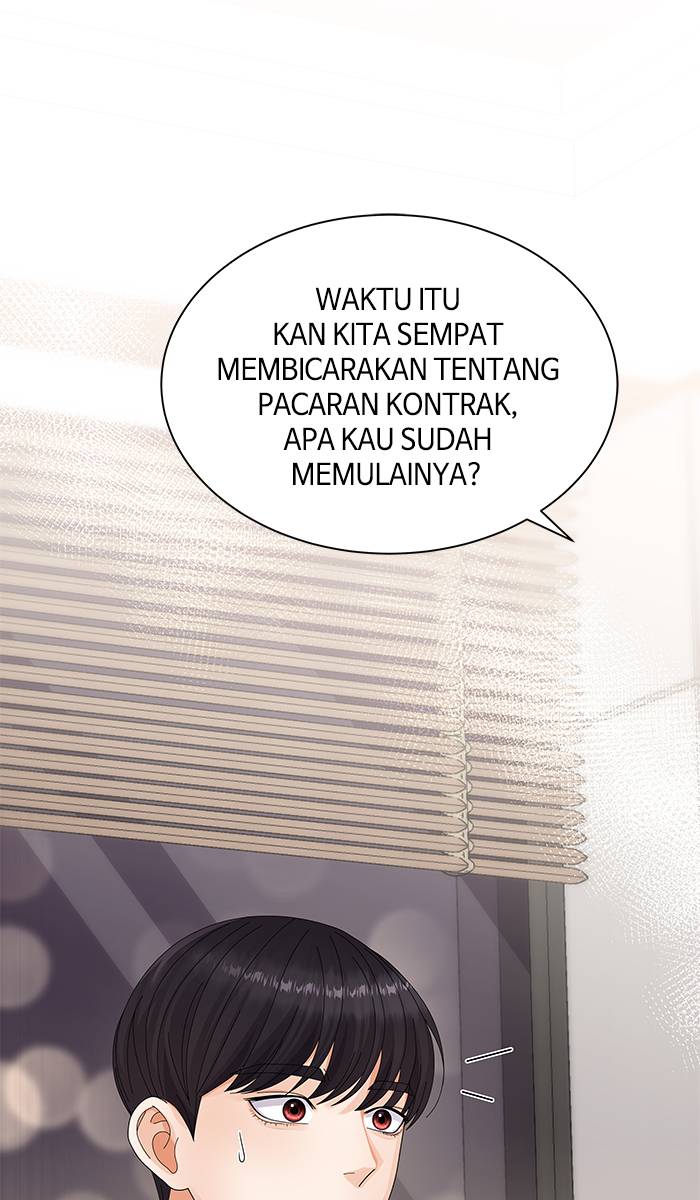 WAKTU ITU
KAN KITA SEMPAT
MEMBICARAKAN TENTANG
PACARAN KONTRAK,
APA KAU SUDAH
MEMULAINYA?